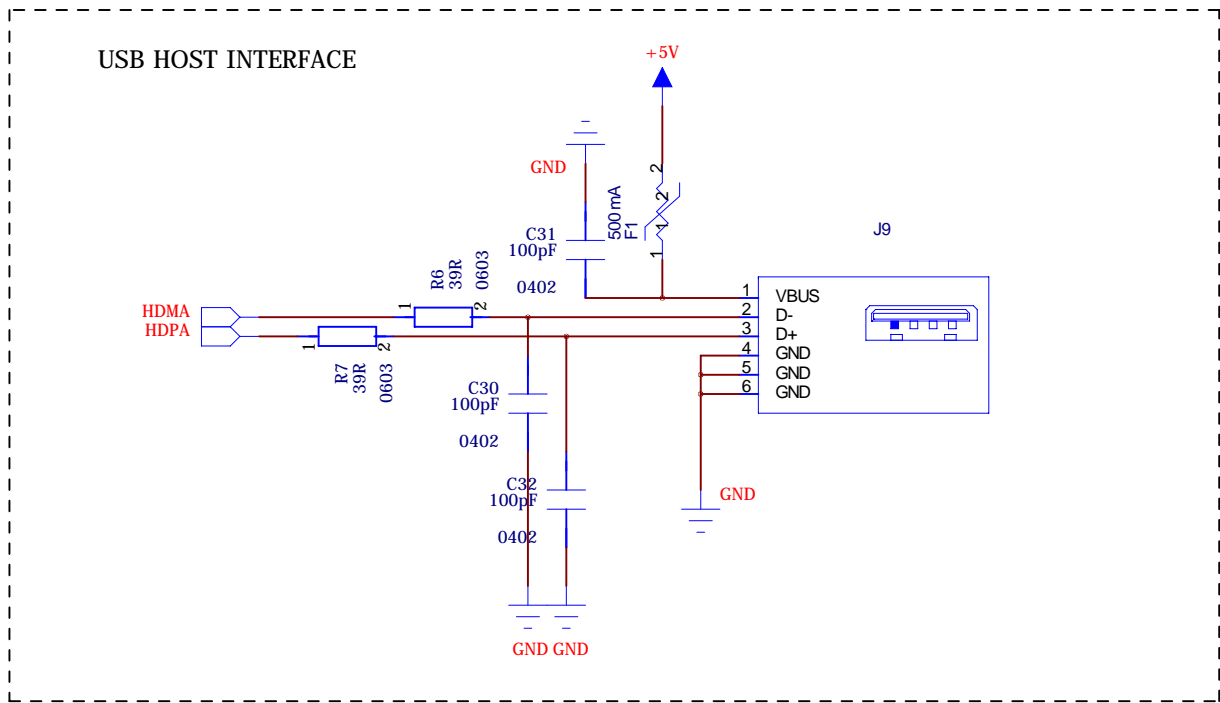 USB HOST INTERFACE
+5V
GND
2
2
1
1
500mA
F1
C31
100pF
0402
J9
R6
39R
0603
HDMA
HDPA
1
2
1
2
R7
39R
0603
1
2
3
4
5
6
VBUS
D-
D+
GND
GND
GND
C30
100pF
0402
C32
100pF
0402
GND
GND GND